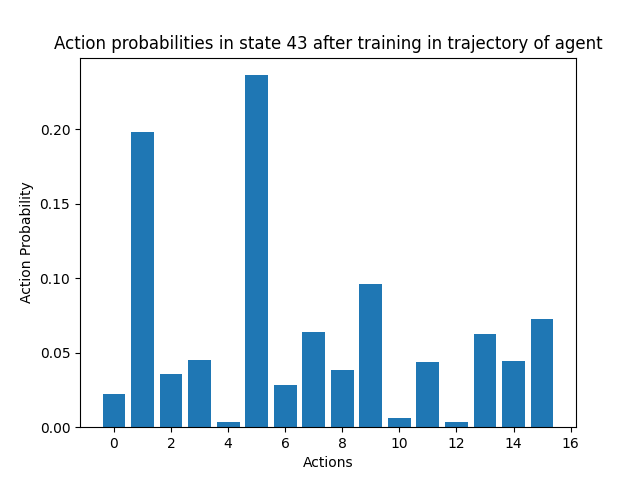 Action probabilities in state 43 after training in trajectory of agent
0.20
0.15
0.10
0.05
0.00
Action Probability
0 2 4 6 8 10 12 14 16
Actions